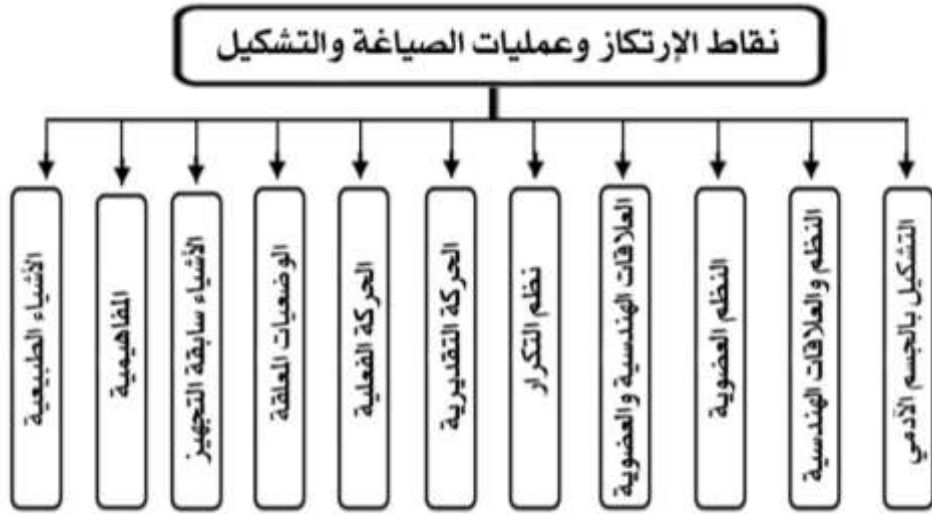 نقاط الإرتكاز وعمليات الصياغة والتشكيل
التشكيل بالجسم الآدمي
النظم والعلاقات الهندسية
النظم العضوية
العلاقات الهندسية والعضوية
نظم التكرار
الحركة التقديرية
الحركة الفعلية
الوضعيات المعلقة
الأشياء سابقة التجهيز
المفاهيمية
الأشياء الطبيعية